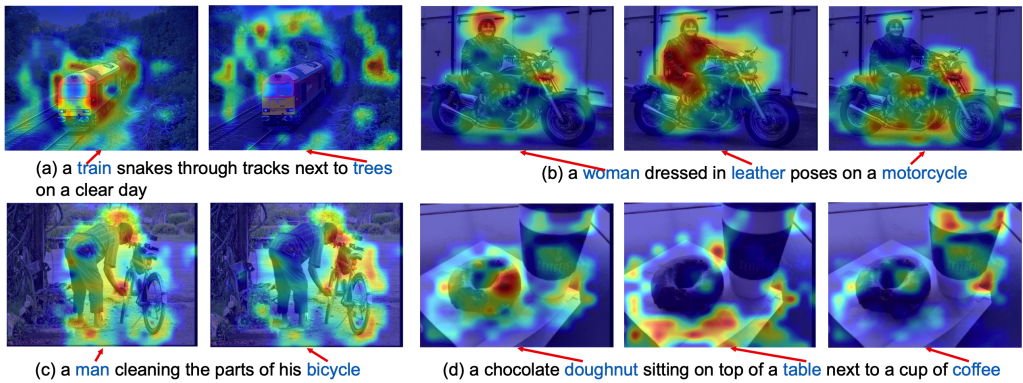 (a) a train snakes through tracks next to trees
on a clear day
(b) a woman dressed in leather poses on a motorcycle
(c) a man cleaning the parts of his bicycle
(d) a chocolate doughnut sitting on top of a table next to a cup of coffee